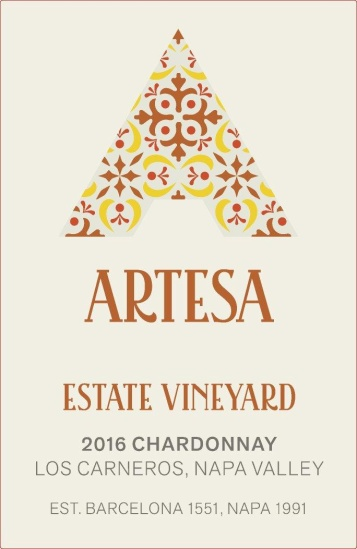 ARTESA
ESTATE VINEYARD
2016 CHARDONNAY
LOS CARNEROS, NAPA VALLEY
EST. BARCELONA 1551, NAPA 1991